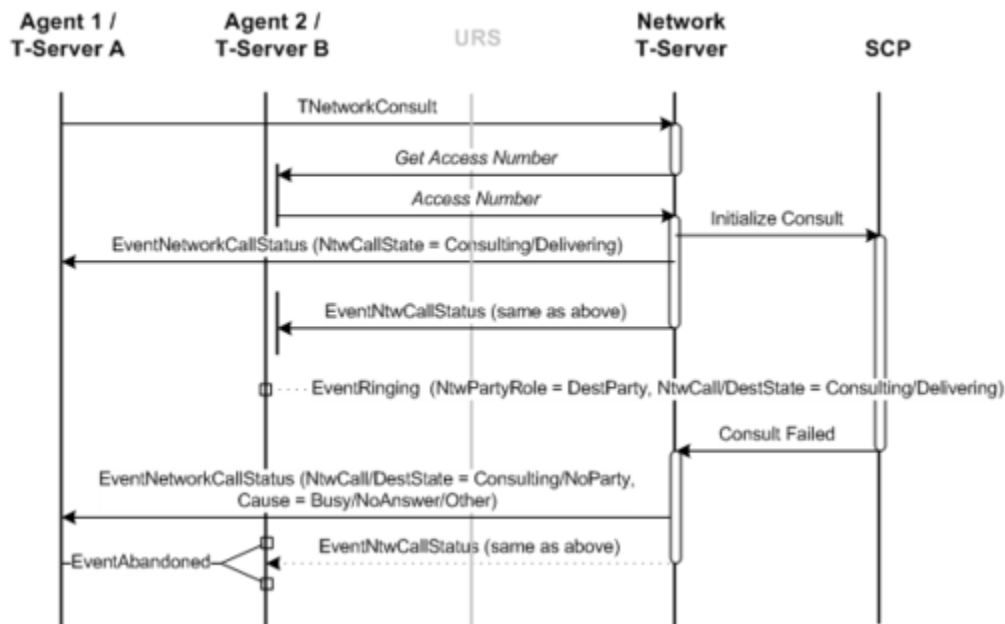 Agent 1 /
T-Server A
Agent 2 /
T-Server B
URS
Network
T-Server
SCP
TNetworkConsult
Get Access Number
Access Number
Initialize Consult
EventNetworkCallStatus (NtwCallState = Consulting/Delivering)
EventNtwCallStatus (same as above)
EventRinging (NtwPartyRole = DestParty, NtwCall/DestState = Consulting/Delivering)
Consult Failed
EventNetworkCallStatus (NtwCall/DestState = Consulting/NoParty,
Cause = Busy/NoAnswer/Other)
EventNtwCallStatus (same as above)
EventAbandoned